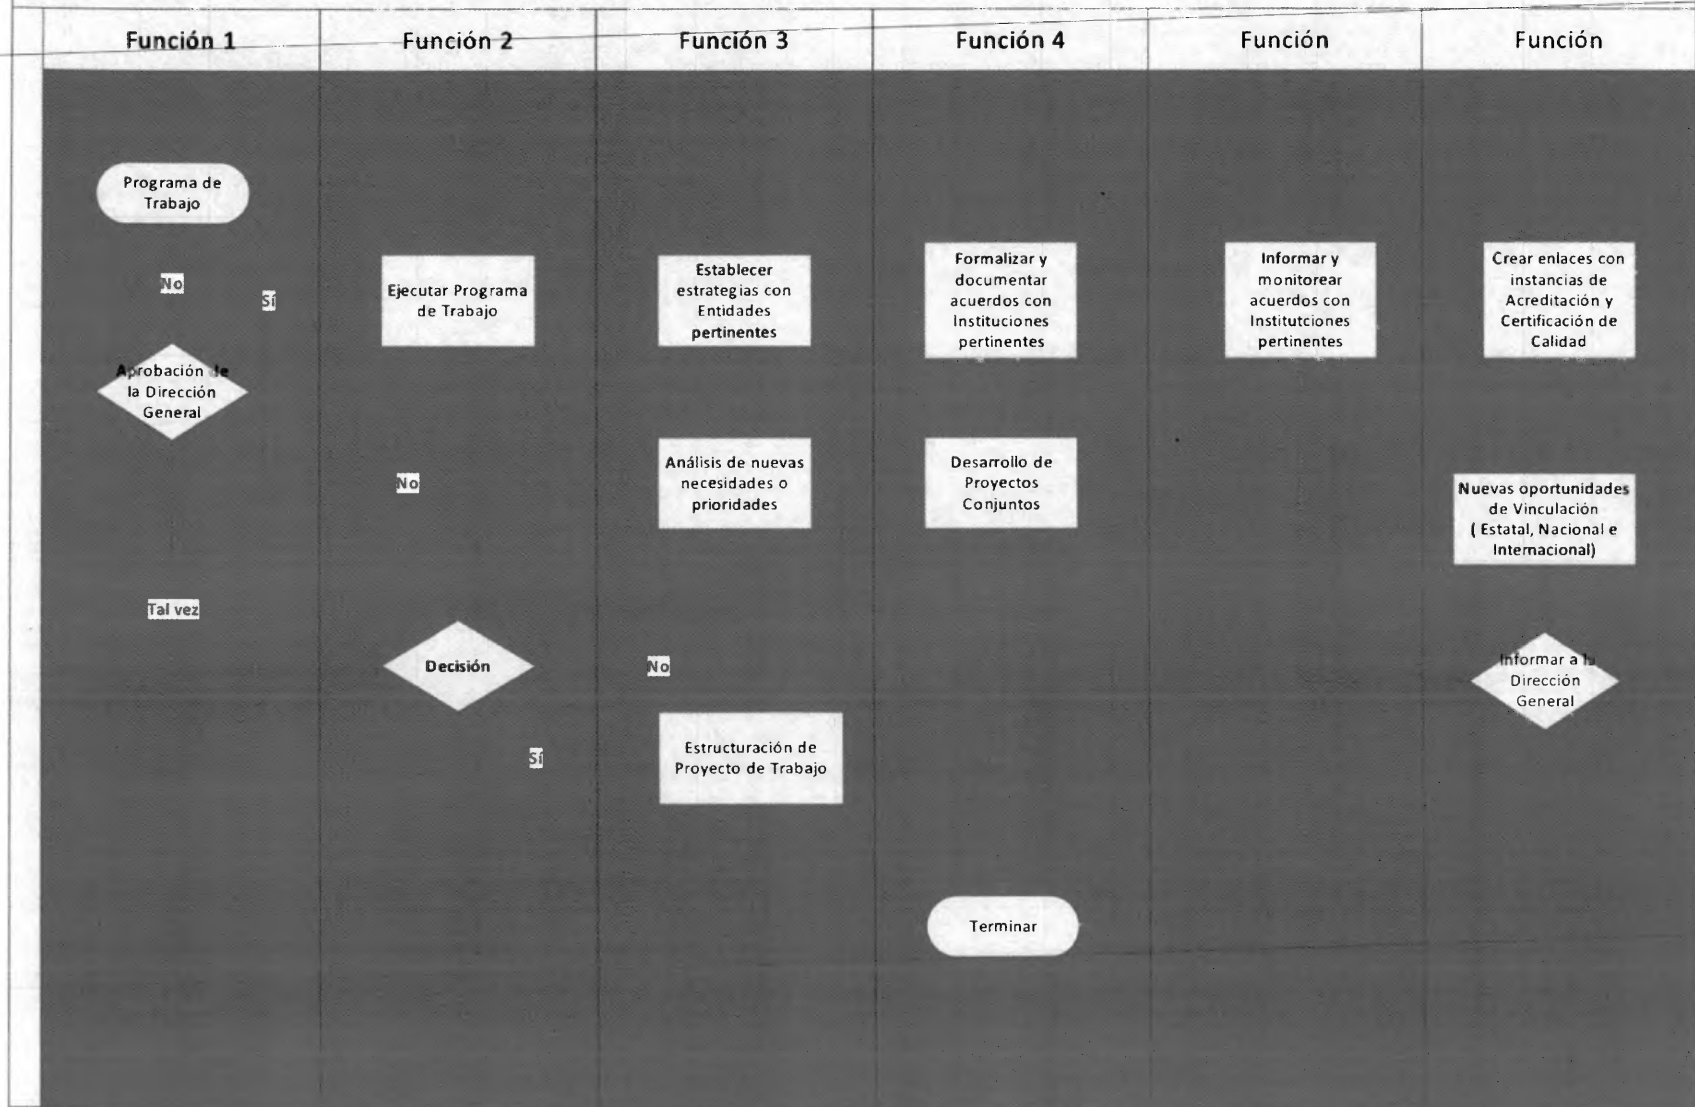 Función 1
Función 2
Función 3
Función 4
Función
Función
Programa de
Trabajo
No
Sí
Aprobación de
la Dirección
General
Tal vez
Ejecutar Programa
de Trabajo
No
Decisión
Sí
Establecer
estrategias con
Entidades
pertinentes
Análisis de nuevas
necesidades o
prioridades
No
Estructuración de
Proyecto de Trabajo
Formalizar y
documentar
acuerdos con
Instituciones
pertinentes
Desarrollo de
Proyectos
Conjuntos
Terminar
Informar y
monitorear
acuerdos con
Institutciones
pertinentes
Crear enlaces con
instancias de
Acreditación y
Certificación de
Calidad
Nuevas oportunidades
de Vinculación
( Estatal, Nacional e
Internacional)
Informar a la
Dirección
General